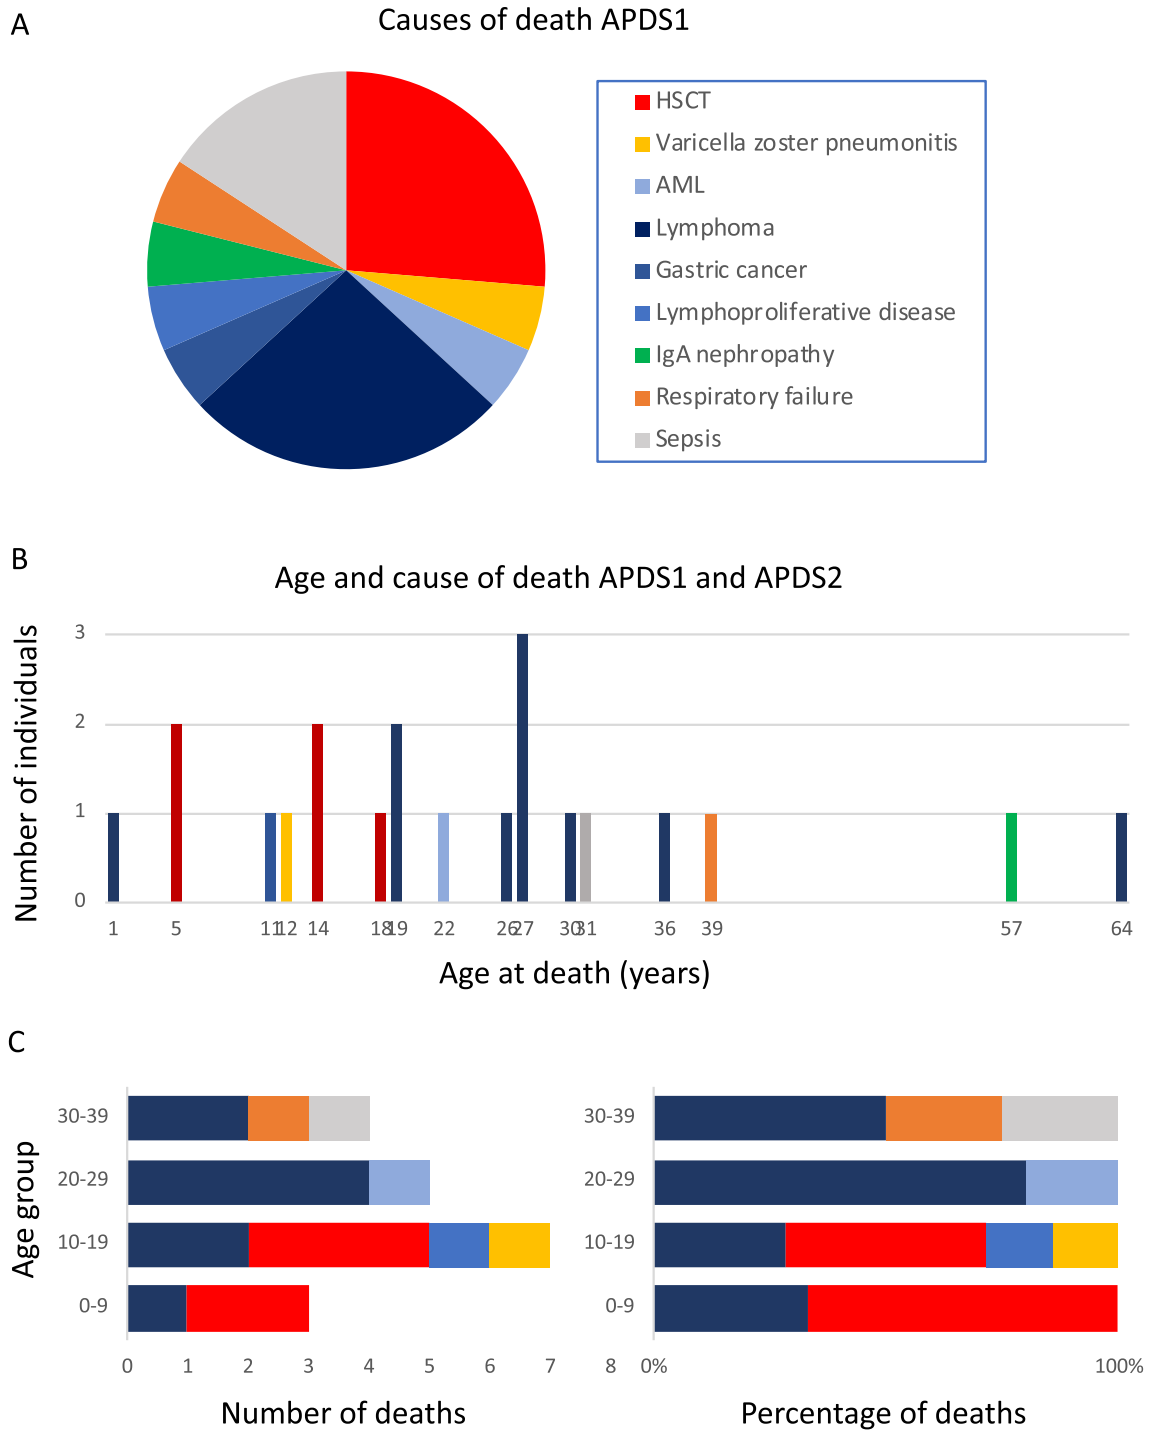 A
Causes of death APDS1
HSCT
Varicella zoster pneumonitis
AML
Lymphoma
Gastric cancer
Lymphoproliferative disease
IgA nephropathy
Respiratory failure
Sepsis
B
Age and cause of death APDS1 and APDS2
Number of individuals
3
2
1
0
1 5 11 12 14 18 19 22 26 27 30 31 36 39 57 64
Age at death (years)
C
Age group
30-39
20-29
10-19
0-9
0 1 2 3 4 5 6 7 8
Number of deaths
30-39
20-29
10-19
0-9
0% 100%
Percentage of deaths